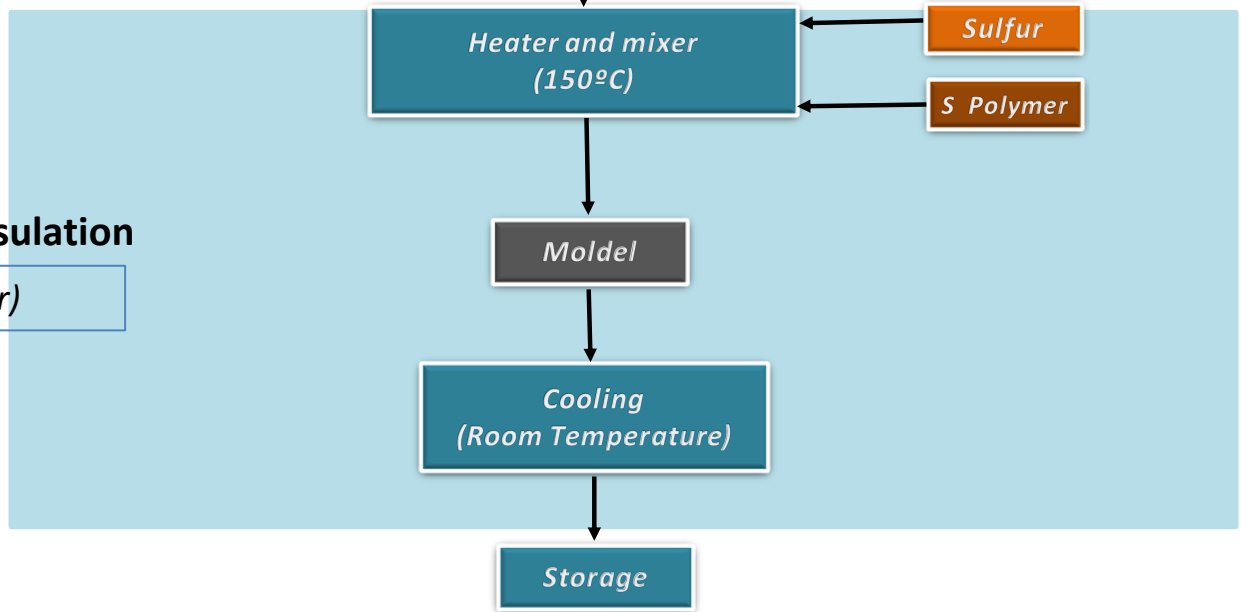 Heater and mixer
(150ºC)
Sulfur
S Polymer
sulation
r)
Moldel
Cooling
(Room Temperature)
Storage